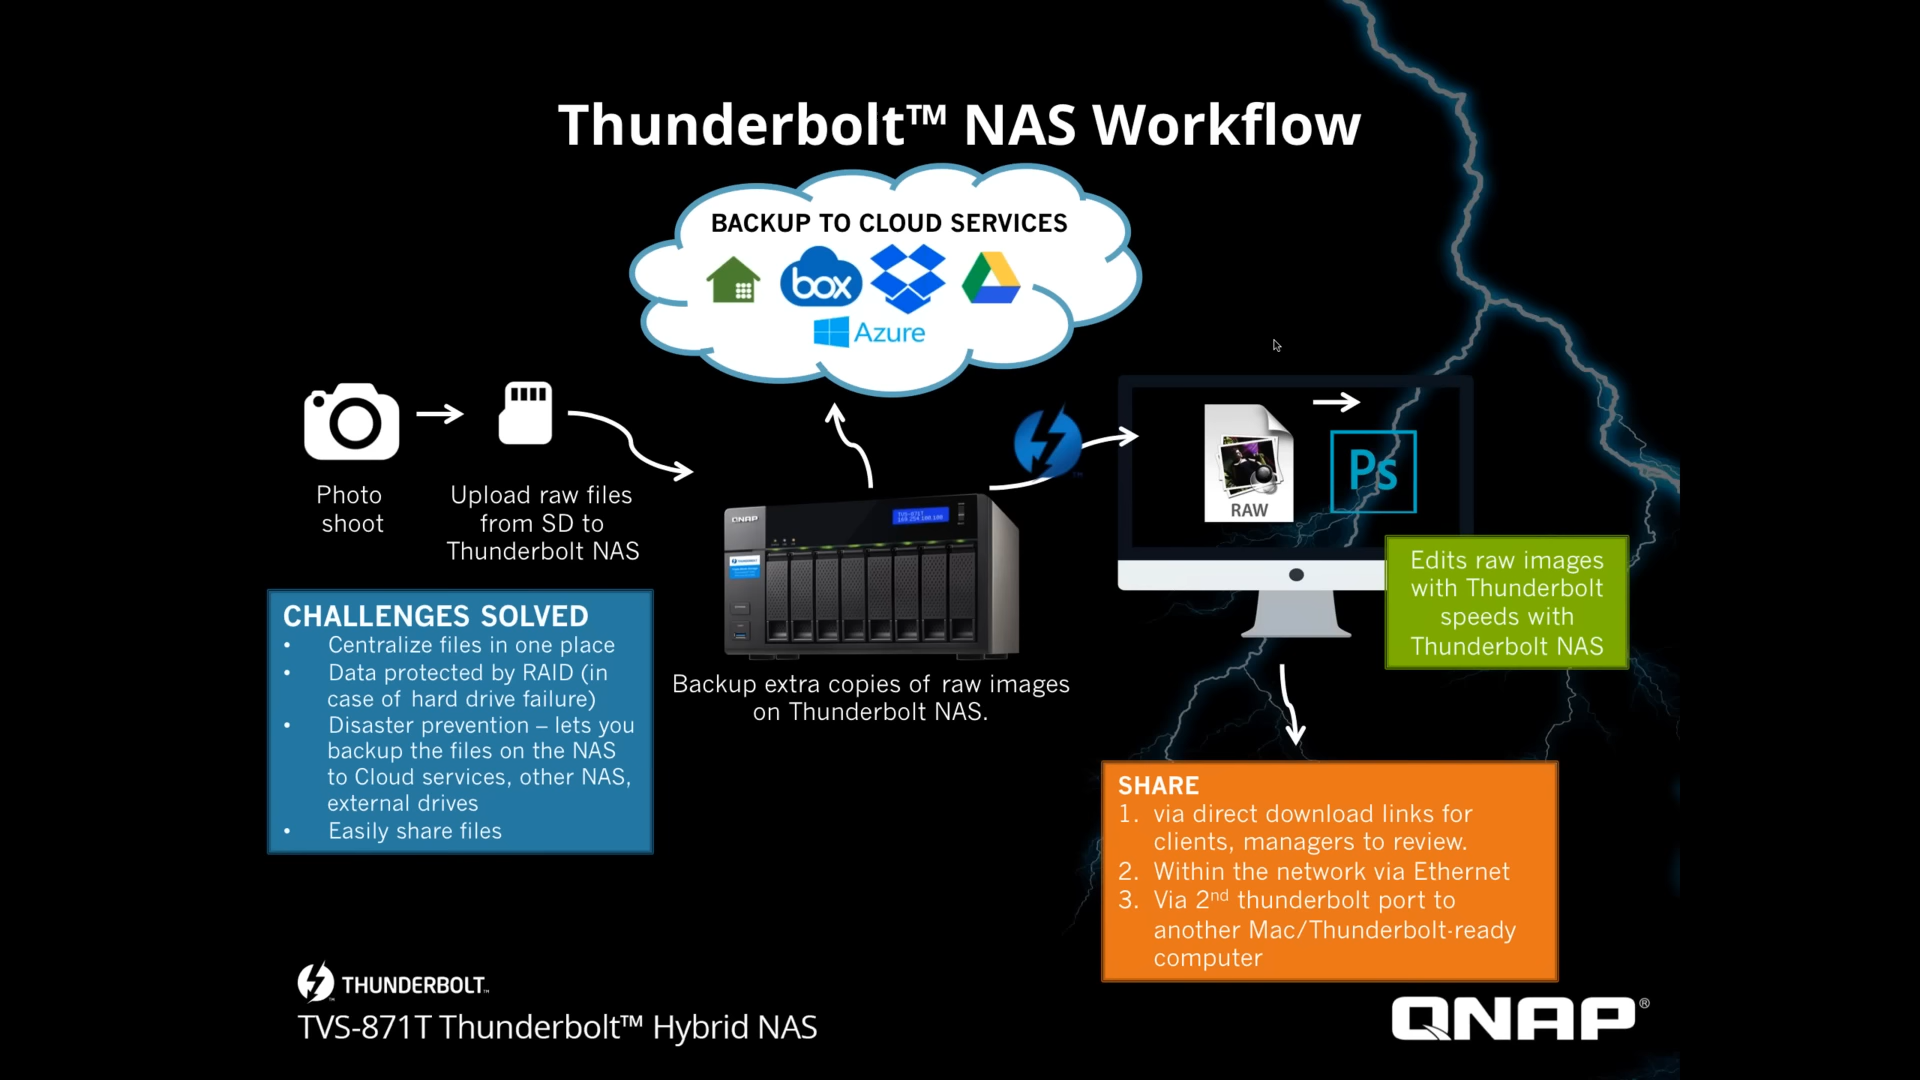 Thunderbolt™ NAS Workflow
BACKUP TO CLOUD SERVICES
box
Azure
Photo
shoot
Upload raw files
from SD to
Thunderbolt NAS
QNAP
TVS-871T
THUNDERBOLT
Backup extra copies of raw images
on Thunderbolt NAS.
RAW
Ps
Edits raw images
with Thunderbolt
speeds with
Thunderbolt NAS
CHALLENGES SOLVED
• Centralize files in one place
• Data protected by RAID (in
case of hard drive failure)
• Disaster prevention – lets you
backup the files on the NAS
to Cloud services, other NAS,
external drives
• Easily share files
SHARE
1. via direct download links for
clients, managers to review.
2. Within the network via Ethernet
3. Via 2nd thunderbolt port to
another Mac/Thunderbolt-ready
computer
THUNDERBOLT™
TVS-871T Thunderbolt™ Hybrid NAS
QNAP®